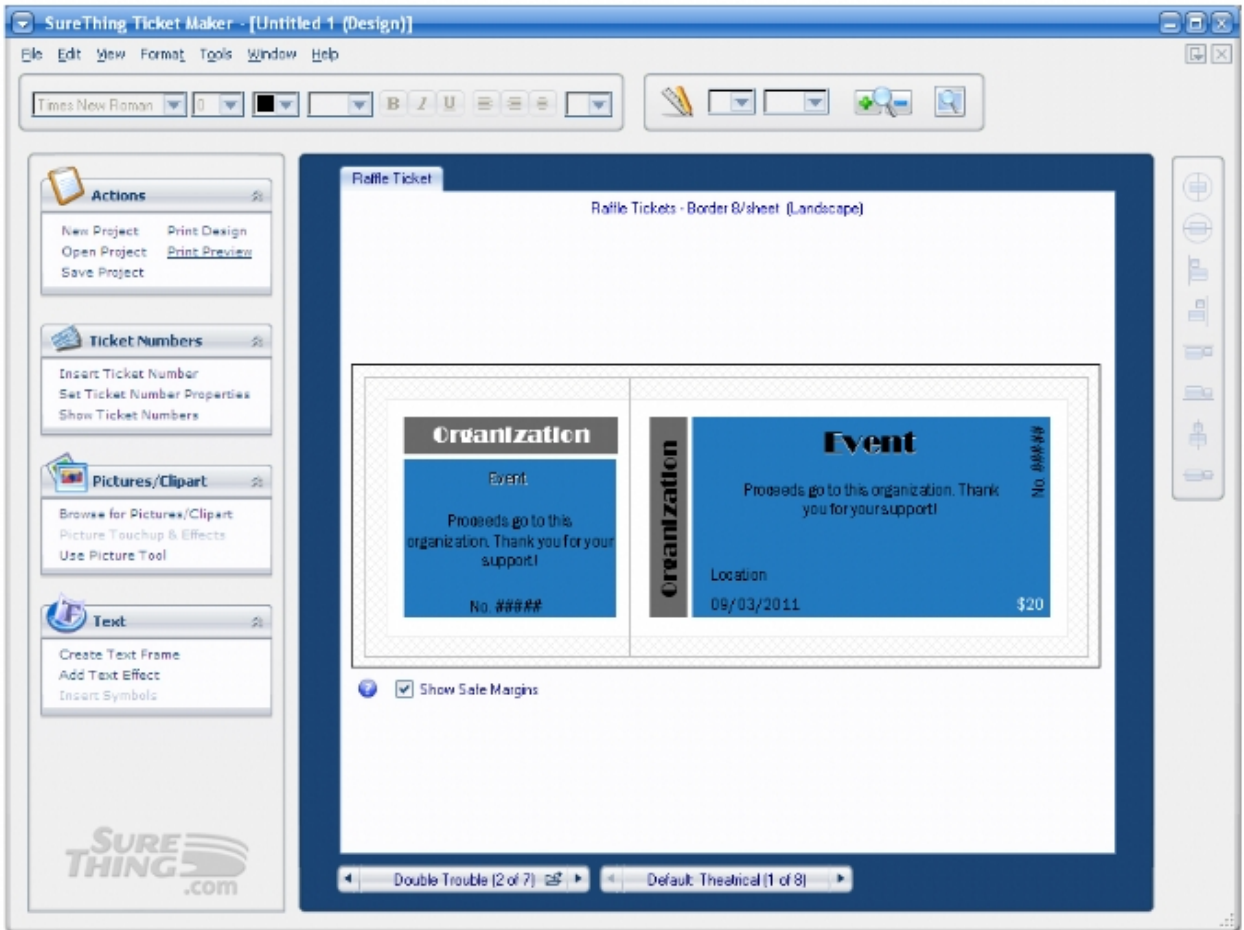 SureThing Ticket Maker - [Untitled 1 (Design)]
File Edit View Format Tools Window Help
Times New Roman 0 B I U
Actions
New Project Print Design
Open Project Print Preview
Save Project
Ticket Numbers
Insert Ticket Number
Set Ticket Number Properties
Show Ticket Numbers
Pictures/Clipart
Browse for Pictures/Clipart
Picture Touchup & Effects
Use Picture Tool
Text
Create Text Frame
Add Text Effect
Insert Symbols
SURE
THING
.com
Raffle Ticket
Raffle Tickets - Border 8/sheet (Landscape)
Organization
Event
Proceeds go to this
organization. Thank you for your
support!
No. #####
Organization
Event
No. #####
Proceeds go to this organization. Thank
you for your support!
Location
09/03/2011 $20
Show Safe Margins
Double Trouble (2 of 7) Default: Theatrical (1 of 8)